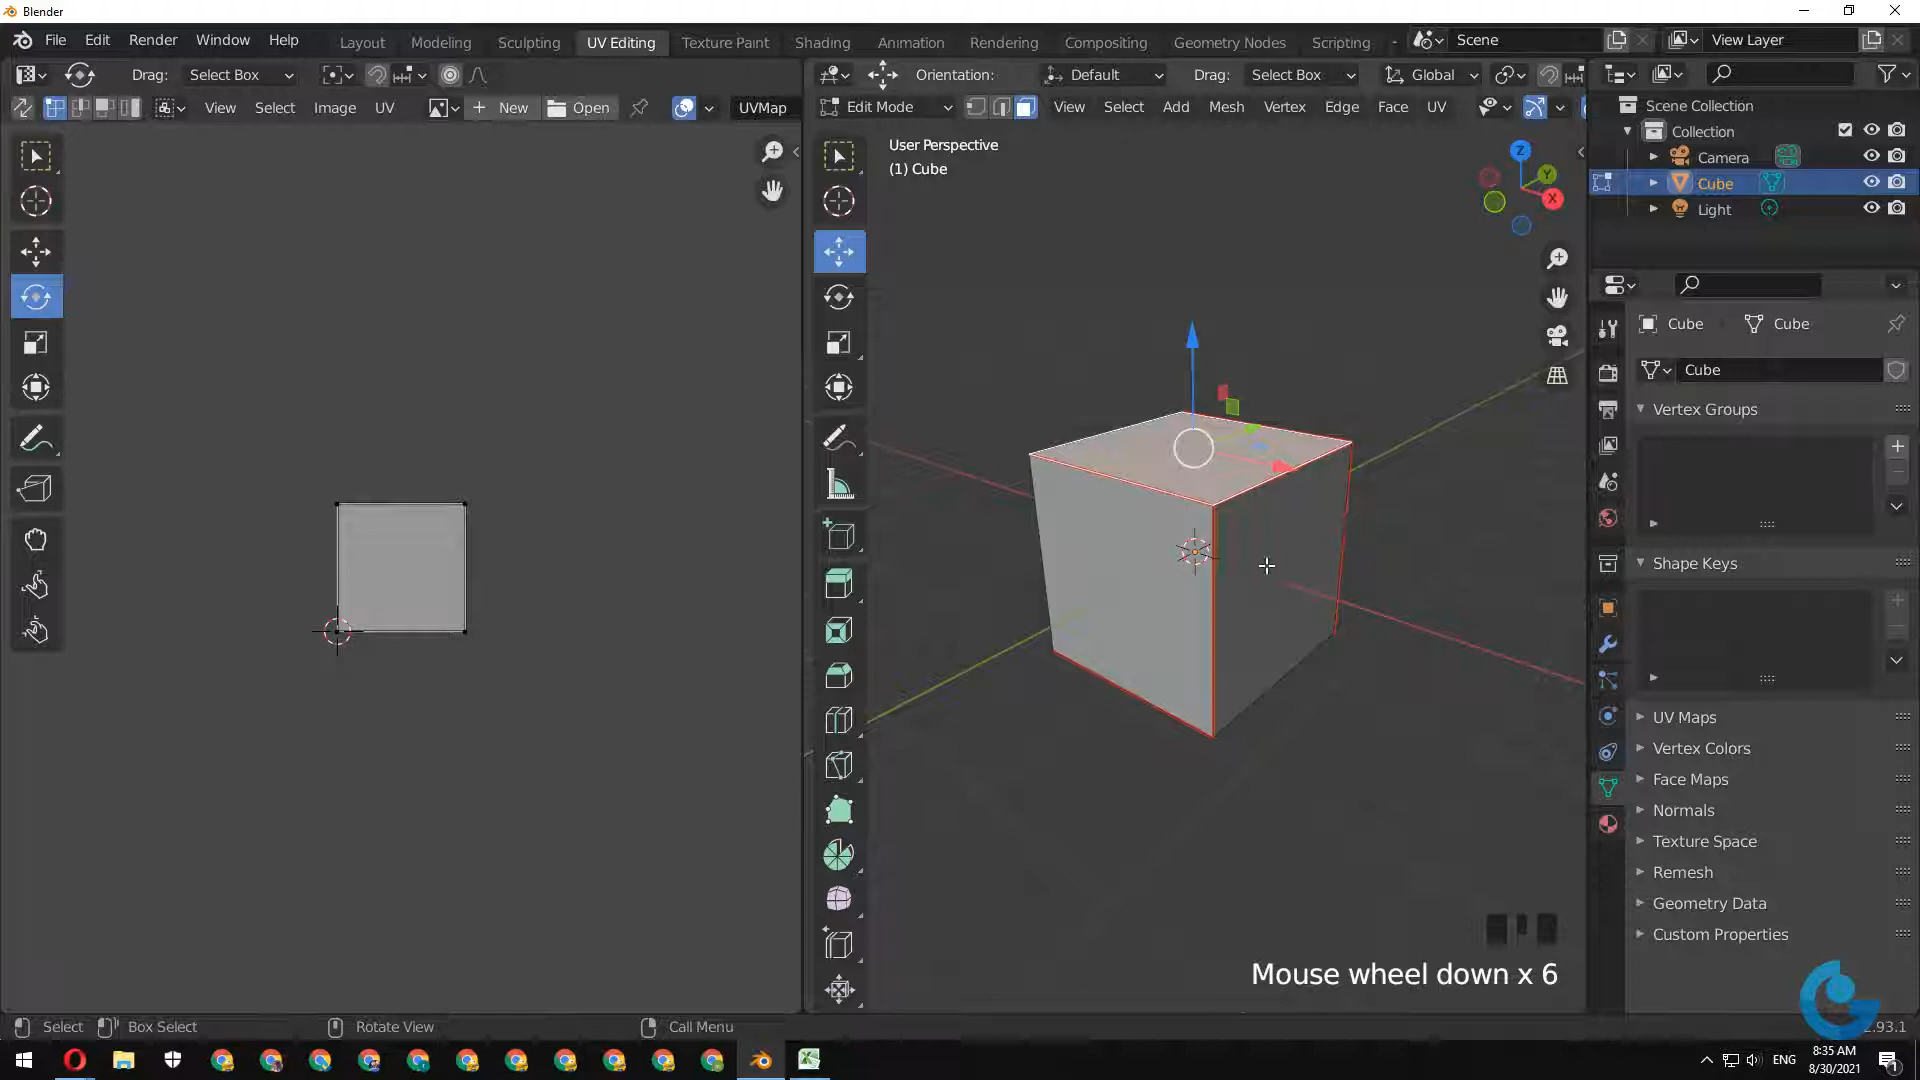 Blender
File Edit Render Window Help Layout Modeling Sculpting UV Editing Texture Paint Shading Animation Rendering Compositing Geometry Nodes Scripting Scene View Layer
Drag: Select Box Orientation: Default Drag: Select Box Global
View Select Image UV New Open UVMap Edit Mode View Select Add Mesh Vertex Edge Face UV
Scene Collection
Collection
Camera
Cube
Light
User Perspective
(1) Cube
Z
Y
X
Cube Cube
Cube
Vertex Groups
Shape Keys
UV Maps
Vertex Colors
Face Maps
Normals
Texture Space
Remesh
Geometry Data
Custom Properties
Mouse wheel down x 6
Select Box Select Rotate View Call Menu 2.93.1
ENG
8:35 AM
8/30/2021
1